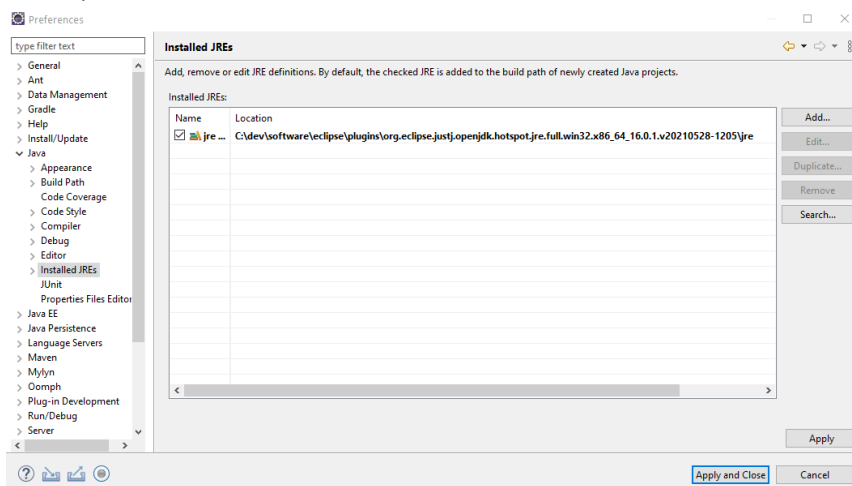 Preferences
type filter text
General
Ant
Data Management
Gradle
Help
Install/Update
Java
Appearance
Build Path
Code Coverage
Code Style
Compiler
Debug
Editor
Installed JREs
JUnit
Properties Files Editor
Java EE
Java Persistence
Language Servers
Maven
Mylyn
Oomph
Plug-in Development
Run/Debug
Server
Installed JREs
Add, remove or edit JRE definitions. By default, the checked JRE is added to the build path of newly created Java projects.
Installed JREs:
Name Location
jre ... C:\dev\software\eclipse\plugins\org.eclipse.justj.openjdk.hotspot.jre.full.win32.x86_64_16.0.1.v20210528-1205\jre
Add...
Edit...
Duplicate...
Remove
Search...
Apply
Apply and Close Cancel